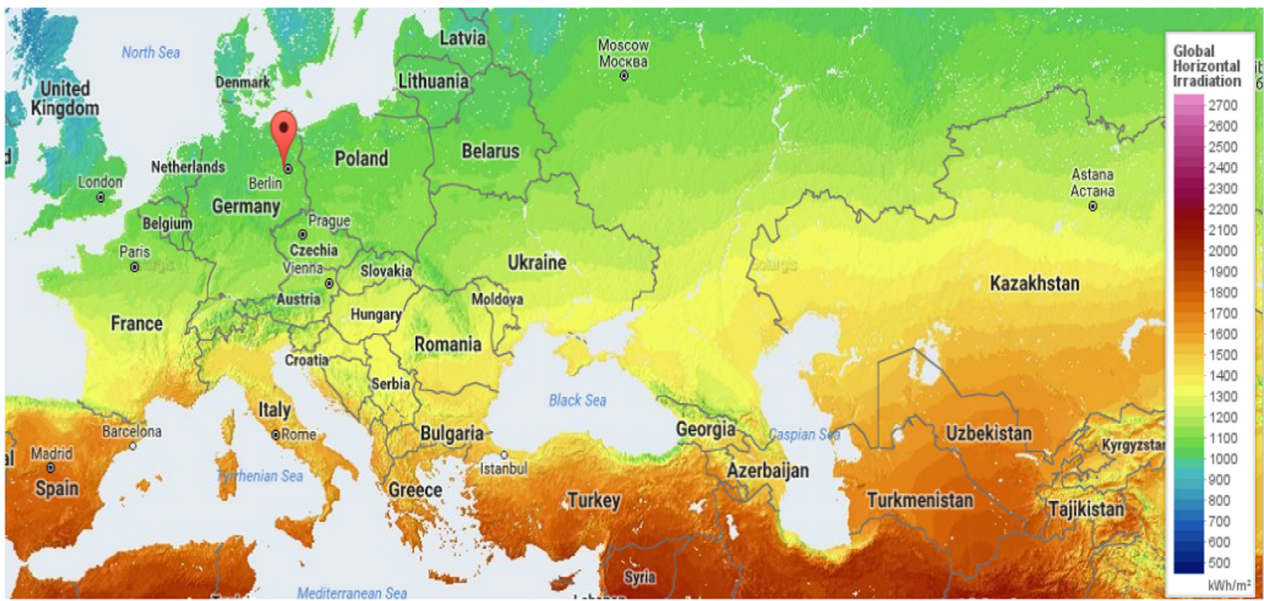 North Sea
Latvia
Moscow
Москва
Denmark
Lithuania
United
Kingdom
d
Netherlands
Poland
Belarus
London
Berlin
Germany
Belgium
Prague
Czechia
Paris
Vienna
Slovakia
Ukraine
Austria
Moldova
France
Hungary
Romania
Croatia
Serbia
Italy
Black Sea
Barcelona
Rome
Bulgaria
Georgia
Caspian Sea
Madrid
al
Spain
Tyrrhenian Sea
Istanbul
Greece
Turkey
Azerbaijan
Syria
Mediterranean Sea
Astana
Астана
Kazakhstan
Solargis
Uzbekistan
Kyrgyzstan
Turkmenistan
Tajikistan
Global
Horizontal
Irradiation
2700
2600
2500
2400
2300
2200
2100
2000
1900
1800
1700
1600
1500
1400
1300
1200
1100
1000
900
800
700
600
500
kWh/m²